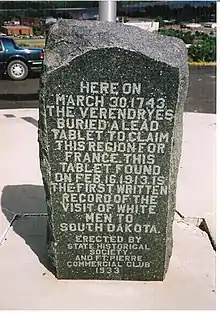 HERE ON
MARCH 30, 1743
THE VERENDRYES
BURIED A LEAD
TABLET TO CLAIM
THIS REGION FOR
FRANCE. THIS
TABLET FOUND
ON FEB. 16, 1913, IS
THE FIRST WRITTEN
RECORD OF THE
VISIT OF WHITE
MEN TO
SOUTH DAKOTA.
ERECTED BY
STATE HISTORICAL
SOCIETY
AND FT. PIERRE
COMMERCIAL CLUB
1933